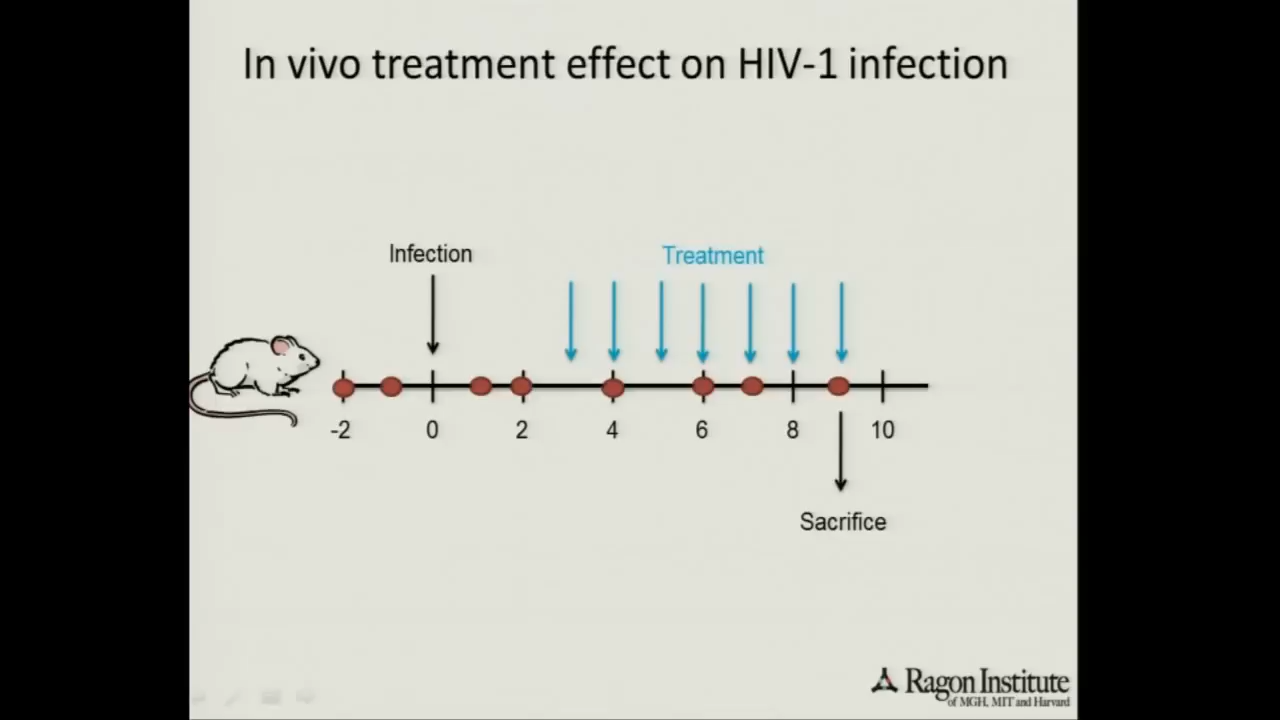 In vivo treatment effect on HIV-1 infection
Infection
Treatment
-2 0 2 4 6 8 10
Sacrifice
Ragon Institute
of MGH, MIT and Harvard